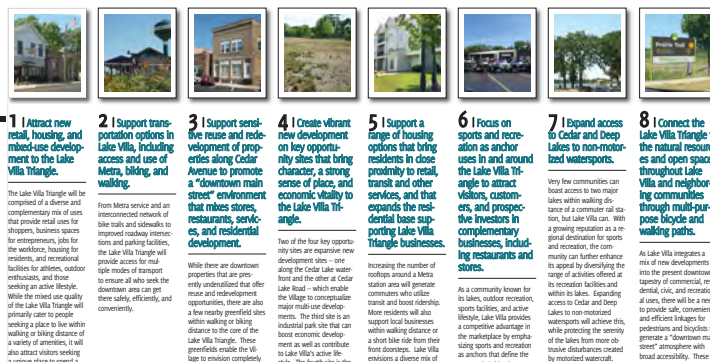 1 | Attract new
retail, housing, and
mixed-use develop-
ment to the Lake
Villa Triangle.
The Lake Villa Triangle will be
comprised of a diverse and
complementary mix of uses
that provide retail uses for
shoppers, business spaces
for entrepreneurs, jobs for
the workforce, housing for
residents, and recreational
facilities for athletes, outdoor
enthusiasts, and those
seeking an active lifestyle.
While the mixed use quality
of the Lake Villa Triangle will
primarily cater to people
seeking a place to live within
walking or biking distance of
a variety of amenities, it will
also attract visitors seeking
a unique place to spend a
2 | Support trans-
portation options in
Lake Villa, including
access and use of
Metra, biking, and
walking.
From Metra service and an
interconnected network of
bike trails and sidewalks to
improved roadway intersec-
tions and parking facilities,
the Lake Villa Triangle will
provide access for mul-
tiple modes of transport
to ensure all who seek the
downtown area can get
there safely, efficiently, and
conveniently.
3 | Support sensi-
tive reuse and rede-
velopment of prop-
erties along Cedar
Avenue to promote
a "downtown main
street" environment
that mixes stores,
restaurants, servic-
es, and residential
development.
While there are downtown
properties that are pres-
ently underutilized that offer
reuse and redevelopment
opportunities, there are also
a few nearby greenfield sites
within walking or biking
distance to the core of the
Lake Villa Triangle. These
greenfields enable the Vil-
lage to envision completely
4 | Create vibrant
new development
on key opportu-
nity sites that bring
character, a strong
sense of place, and
economic vitality to
the Lake Villa Tri-
angle.
Two of the four key opportu-
nity sites are expansive new
development sites -- one
along the Cedar Lake water-
front and the other at Cedar
Lake Road -- which enable
the Village to conceptualize
major multi-use develop-
ments. The third site is an
industrial park site that can
boost economic develop-
ment as well as contribute
to Lake Villa's active life-
style. The fourth site is the
5 | Support a
range of housing
options that bring
residents in close
proximity to retail,
transit and other
services, and that
expands the resi-
dential base sup-
porting Lake Villa
Triangle businesses.
Increasing the number of
rooftops around a Metra
station area will generate
commuters who utilize
transit and boost ridership.
More residents will also
support local businesses
within walking distance or
a short bike ride from their
front doorsteps. Lake Villa
envisions a diverse mix of
6 | Focus on
sports and recre-
ation as anchor
uses in and around
the Lake Villa Tri-
angle to attract
visitors, custom-
ers, and prospec-
tive investors in
complementary
businesses, includ-
ing restaurants and
stores.
As a community known for
its lakes, outdoor recreation,
sports facilities, and active
lifestyle, Lake Villa provides
a competitive advantage in
the marketplace by empha-
sizing sports and recreation
as anchors that define the
7 | Expand access
to Cedar and Deep
Lakes to non-motor-
ized watersports.
Very few communities can
boast access to two major
lakes within walking dis-
tance of a commuter rail sta-
tion, but Lake Villa can. With
a growing reputation as a re-
gional destination for sports
and recreation, the com-
munity can further enhance
its appeal by diversifying the
range of activities offered at
its recreation facilities and
within its lakes. Expanding
access to Cedar and Deep
Lakes to non-motorized
watersports will achieve this,
while protecting the serenity
of the lakes from more ob-
trusive disturbances created
by motorized watercraft.
Prairie Trail
8 | Connect the
Lake Villa Triangle
the natural resourc
es and open space
throughout Lake
Villa and neighbor-
ing communities
through multi-pur-
pose bicycle and
walking paths.
As Lake Villa integrates a
mix of new developments
into the present downtown
tapestry of commercial, re
dential, civic, and recreation
al uses, there will be a nee
to provide safe, convenien
and efficient linkages for
pedestrians and bicyclists
generate a "downtown ma
street" atmosphere with
broad accessibility. These